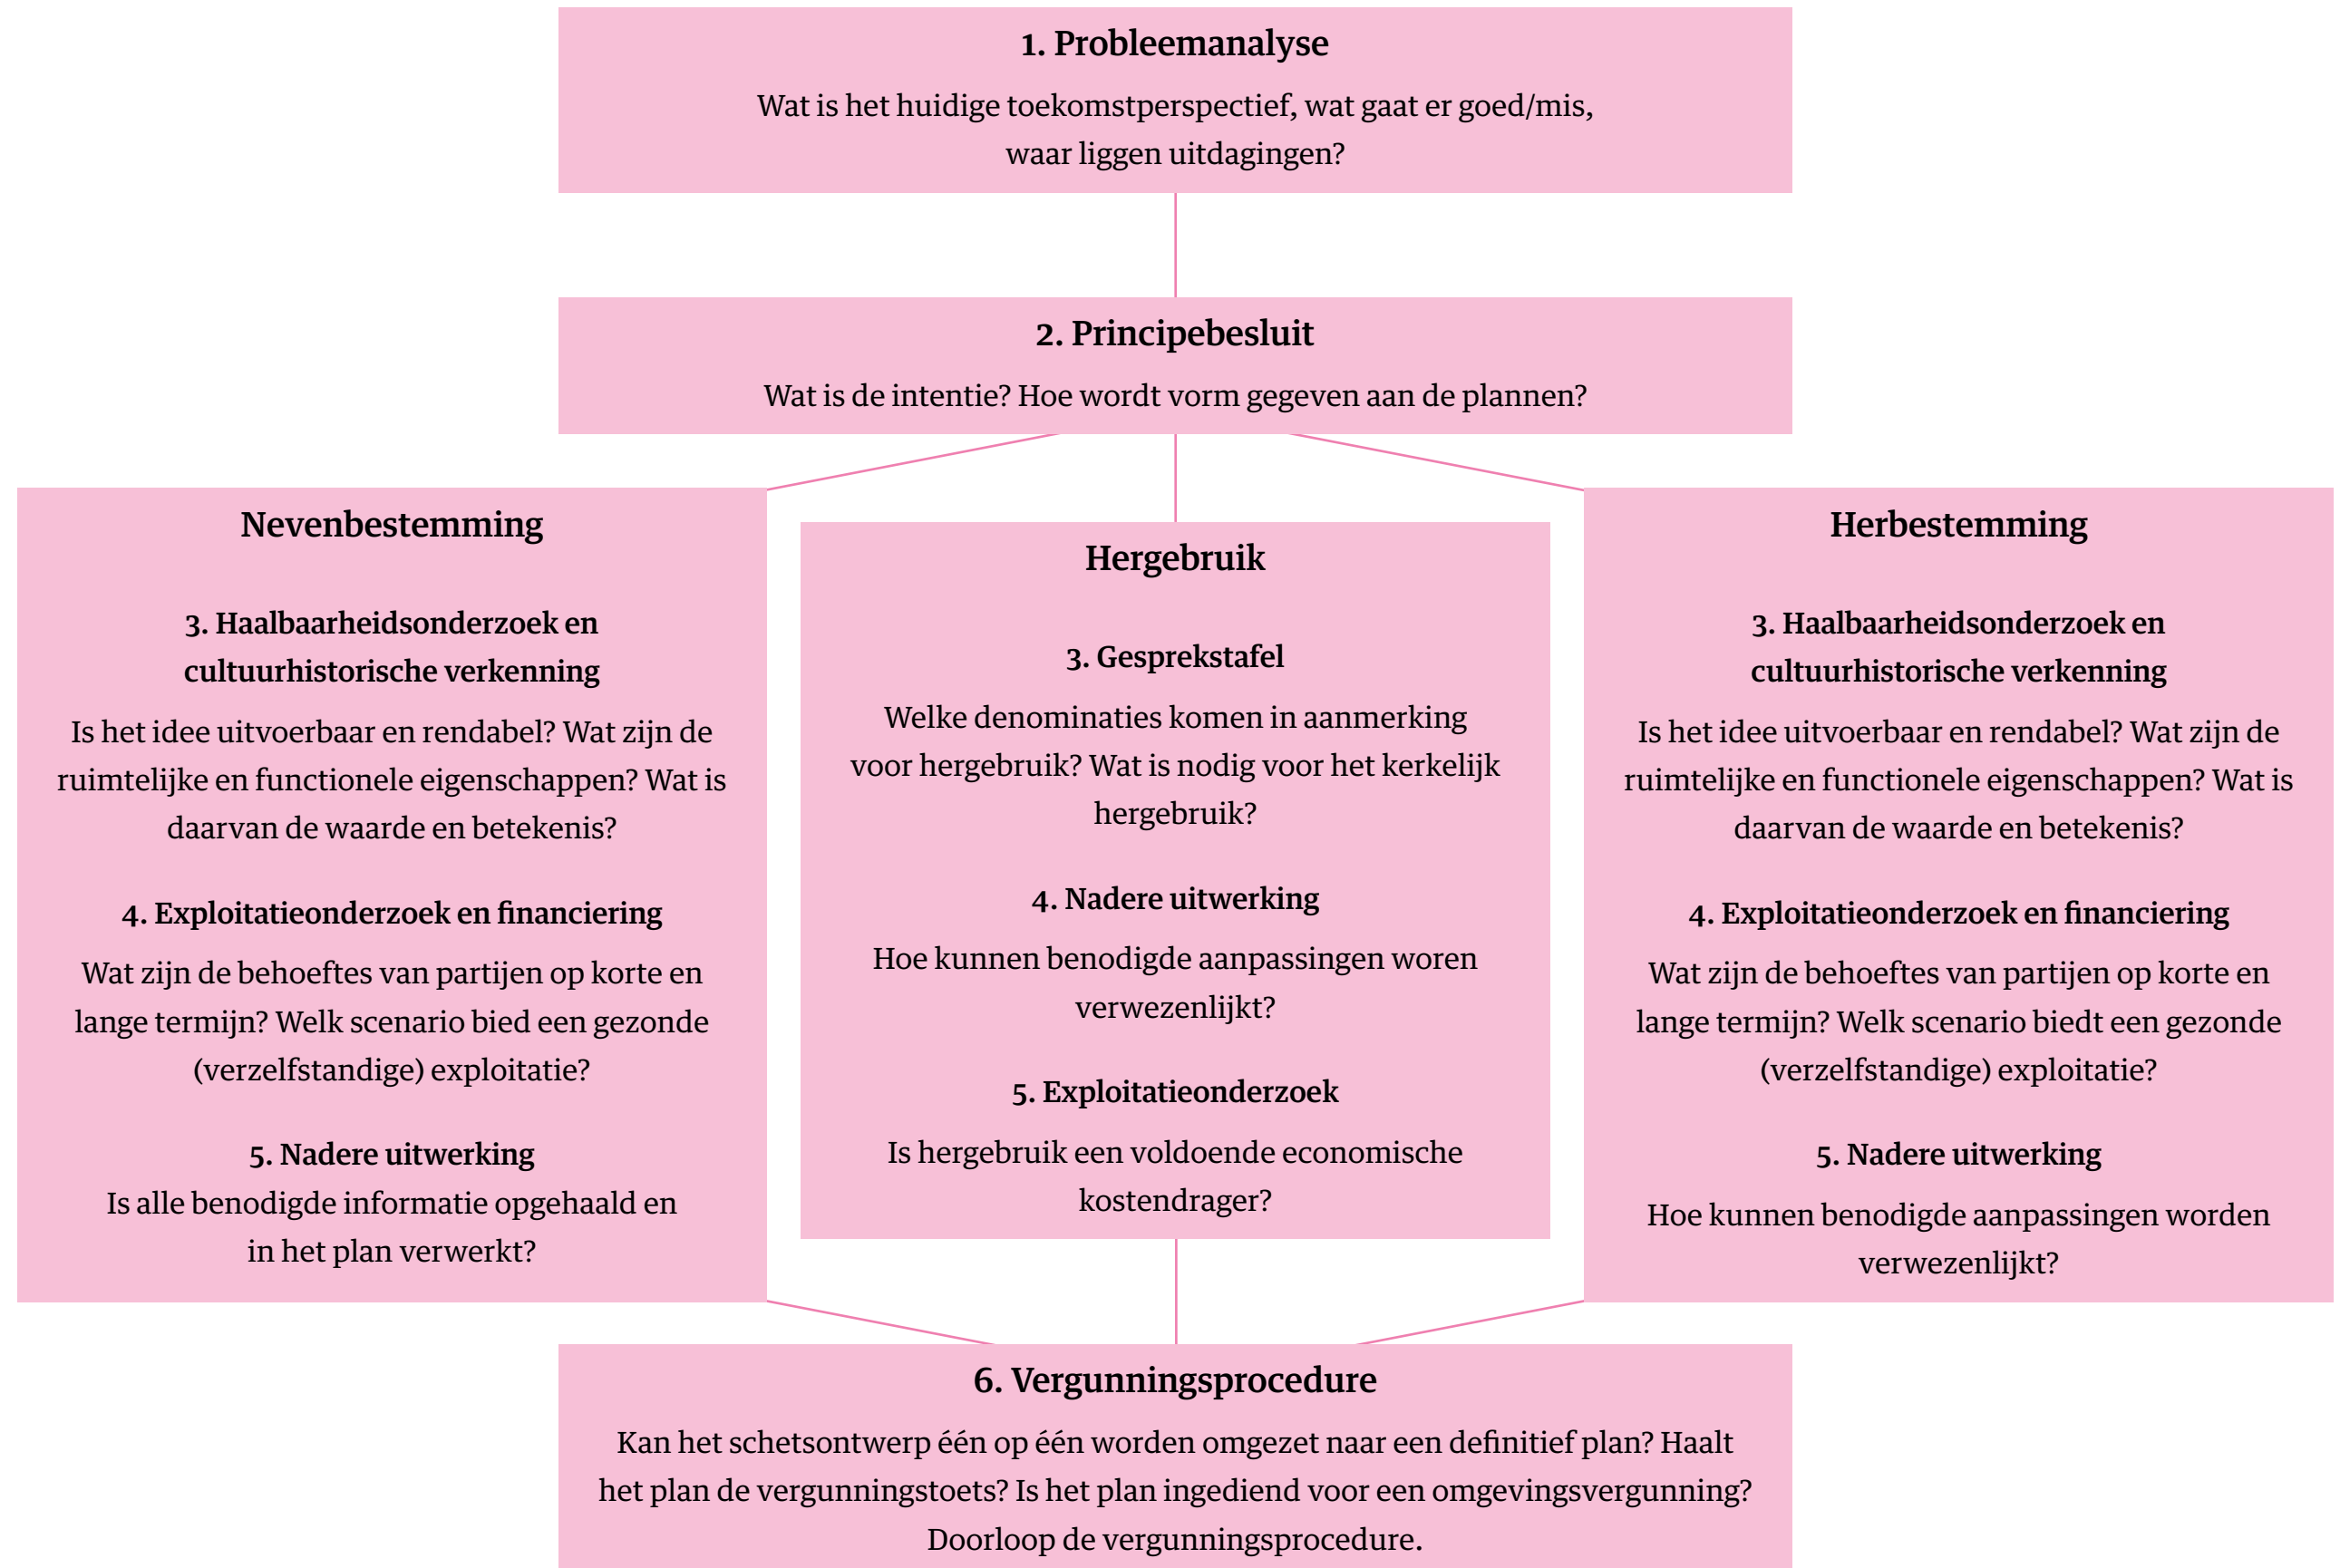 1. Probleemanalyse
Wat is het huidige toekomstperspectief, wat gaat er goed/mis,
waar liggen uitdagingen?
2. Principebesluit
Wat is de intentie? Hoe wordt vorm gegeven aan de plannen?
Nevenbestemming
3. Haalbaarheidsonderzoek en
cultuurhistorische verkenning
Is het idee uitvoerbaar en rendabel? Wat zijn de
ruimtelijke en functionele eigenschappen? Wat is
daarvan de waarde en betekenis?
4. Exploitatieonderzoek en financiering
Wat zijn de behoeftes van partijen op korte en
lange termijn? Welk scenario bied een gezonde
(verzelfstandige) exploitatie?
5. Nadere uitwerking
Is alle benodigde informatie opgehaald en
in het plan verwerkt?
Hergebruik
3. Gesprekstafel
Welke denominaties komen in aanmerking
voor hergebruik? Wat is nodig voor het kerkelijk
hergebruik?
4. Nadere uitwerking
Hoe kunnen benodigde aanpassingen woren
verwezenlijkt?
5. Exploitatieonderzoek
Is hergebruik een voldoende economische
kostendrager?
Herbestemming
3. Haalbaarheidsonderzoek en
cultuurhistorische verkenning
Is het idee uitvoerbaar en rendabel? Wat zijn de
ruimtelijke en functionele eigenschappen? Wat is
daarvan de waarde en betekenis?
4. Exploitatieonderzoek en financiering
Wat zijn de behoeftes van partijen op korte en
lange termijn? Welk scenario biedt een gezonde
(verzelfstandige) exploitatie?
5. Nadere uitwerking
Hoe kunnen benodigde aanpassingen worden
verwezenlijkt?
6. Vergunningsprocedure
Kan het schetsontwerp één op één worden omgezet naar een definitief plan? Haalt
het plan de vergunningstoets? Is het plan ingediend voor een omgevingsvergunning?
Doorloop de vergunningsprocedure.